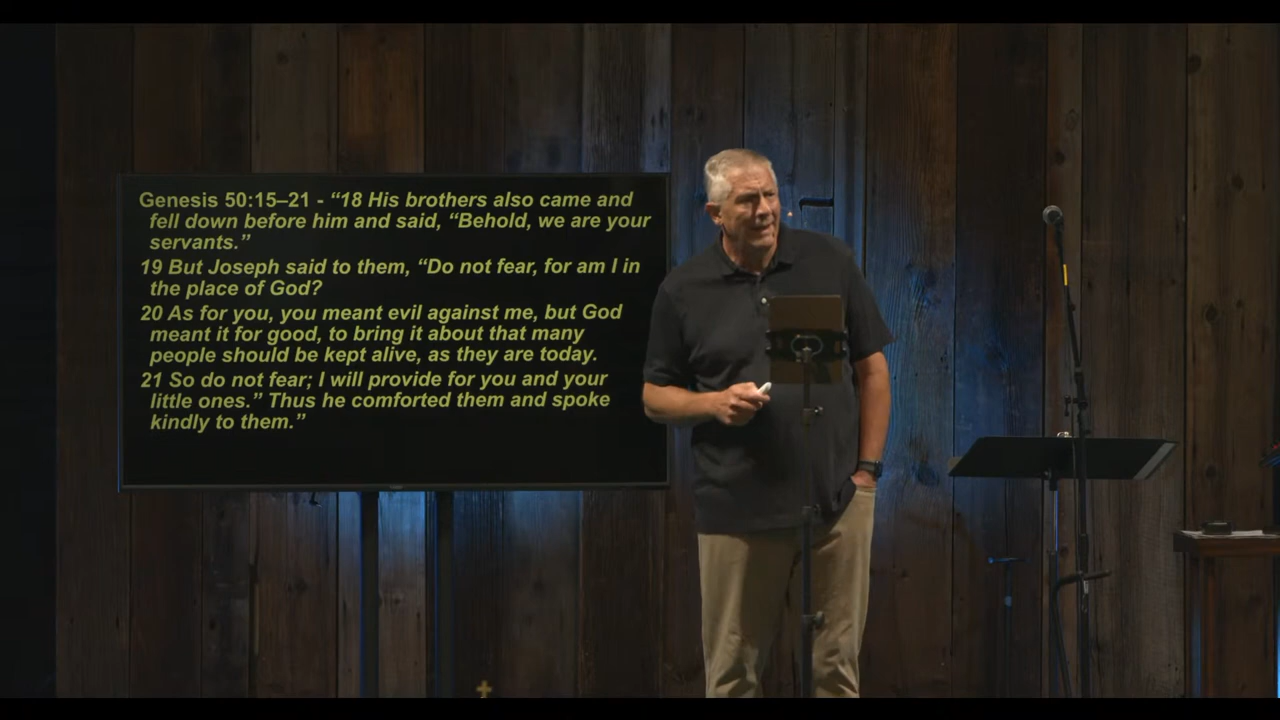 Genesis 50:15–21 - “18 His brothers also came and
fell down before him and said, “Behold, we are your
servants.”
19 But Joseph said to them, “Do not fear, for am I in
the place of God?
20 As for you, you meant evil against me, but God
meant it for good, to bring it about that many
people should be kept alive, as they are today.
21 So do not fear; I will provide for you and your
little ones.” Thus he comforted them and spoke
kindly to them.”